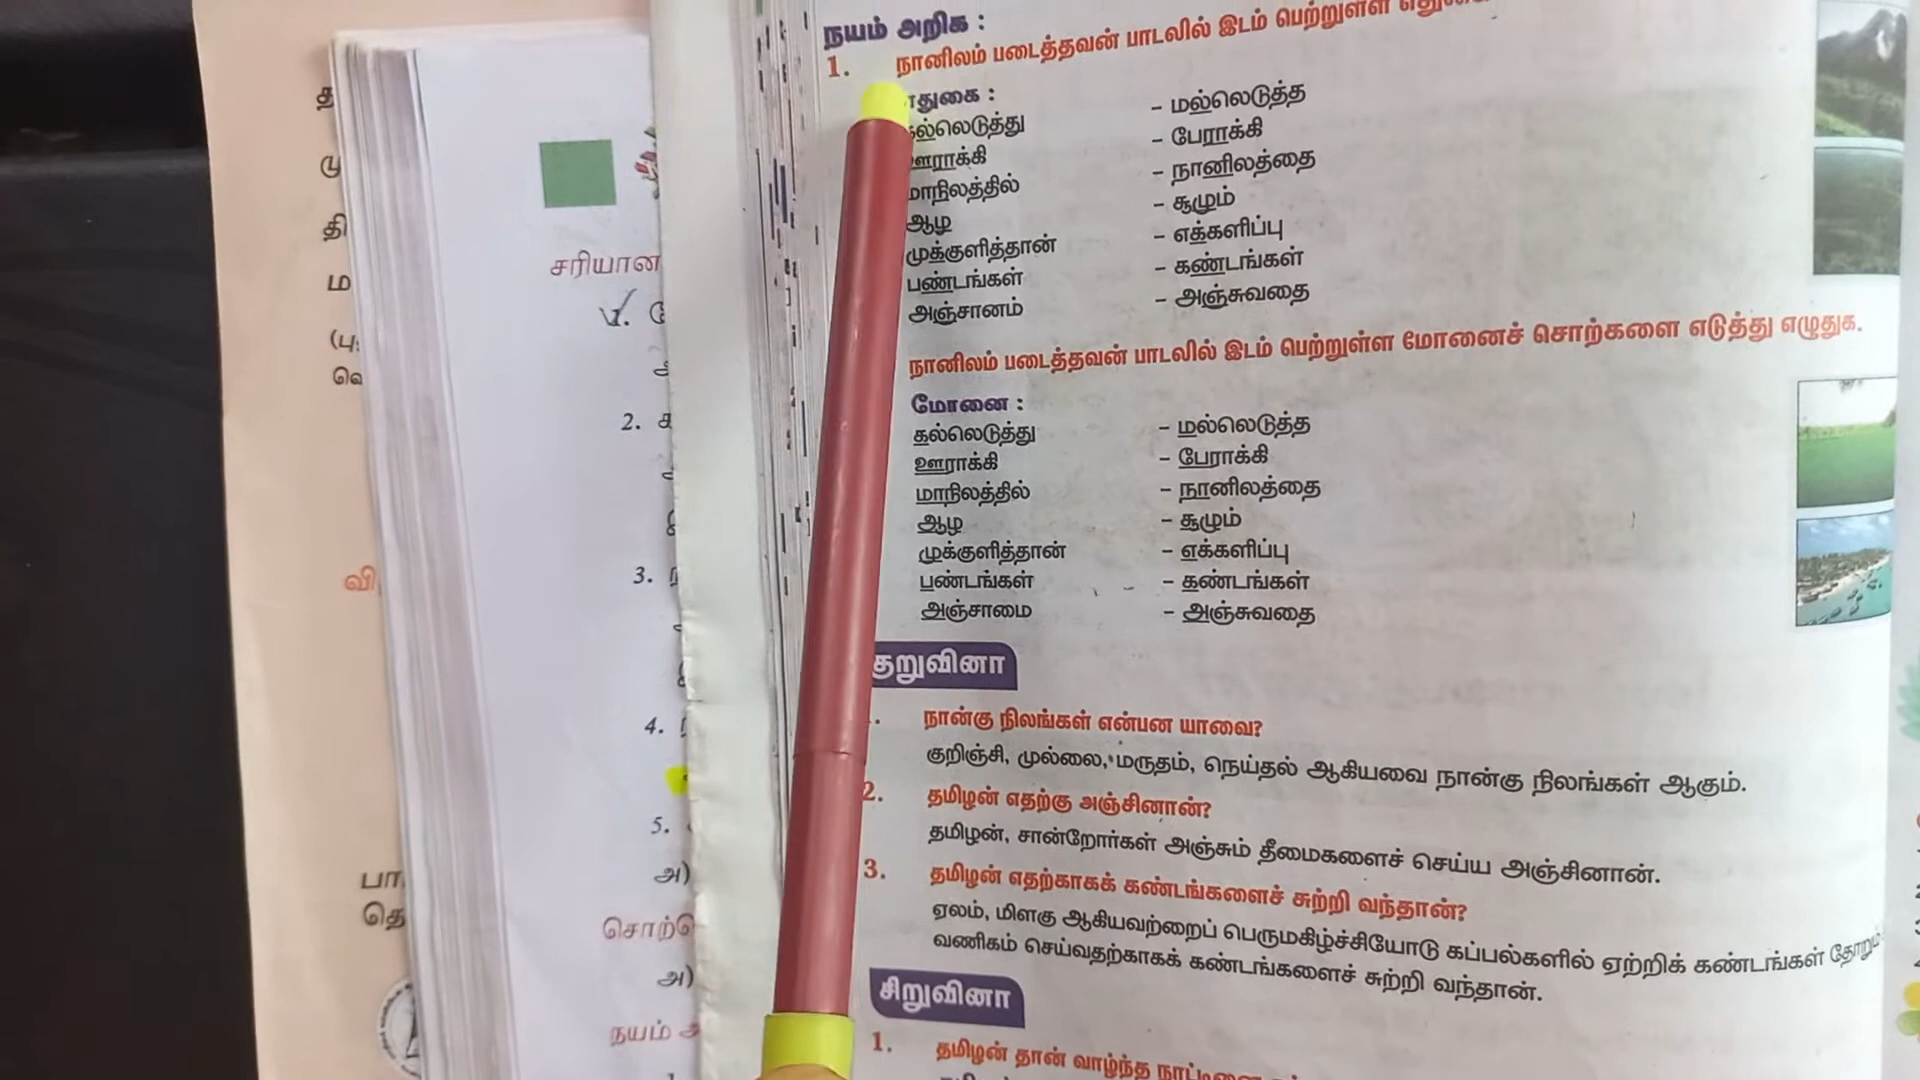 நயம் அறிக :
1. நானிலம் படைத்தவன் பாடலில் இடம் பெற்றுள்ள
கல்லெடுத்து – மல்லெடுத்த
ஊராக்கி – பேராக்கி
மாநிலத்தில் – நானிலத்தை
ஆழ – சூழும்
முக்குளித்தான் – எக்களிப்பு
பண்டங்கள் – கண்டங்கள்
அஞ்சானம் – அஞ்சுவதை
நானிலம் படைத்தவன் பாடலில் இடம் பெற்றுள்ள மோனைச் சொற்களை எடுத்து எழுதுக.
மோனை :
கல்லெடுத்து – மல்லெடுத்த
ஊராக்கி – பேராக்கி
மாநிலத்தில் – நானிலத்தை
ஆழ – சூழும்
முக்குளித்தான் – எக்களிப்பு
பண்டங்கள் – கண்டங்கள்
அஞ்சாமை – அஞ்சுவதை
குறுவினா
நான்கு நிலங்கள் என்பன யாவை?
குறிஞ்சி, முல்லை, மருதம், நெய்தல் ஆகியவை நான்கு நிலங்கள் ஆகும்.
2. தமிழன் எதற்கு அஞ்சினான்?
தமிழன், சான்றோர்கள் அஞ்சும் தீமைகளைச் செய்ய அஞ்சினான்.
3. தமிழன் எதற்காகக் கண்டங்களைச் சுற்றி வந்தான்?
ஏலம், மிளகு ஆகியவற்றைப் பெருமகிழ்ச்சியோடு கப்பல்களில் ஏற்றிக் கண்டங்கள் தோறும்
வணிகம் செய்வதற்காகக் கண்டங்களைச் சுற்றி வந்தான்.
சிறுவினா
1. தமிழன் தான் வாழ்ந்த
சரியான
2.
3.
4.
5.
அ)
அ)
நயம்